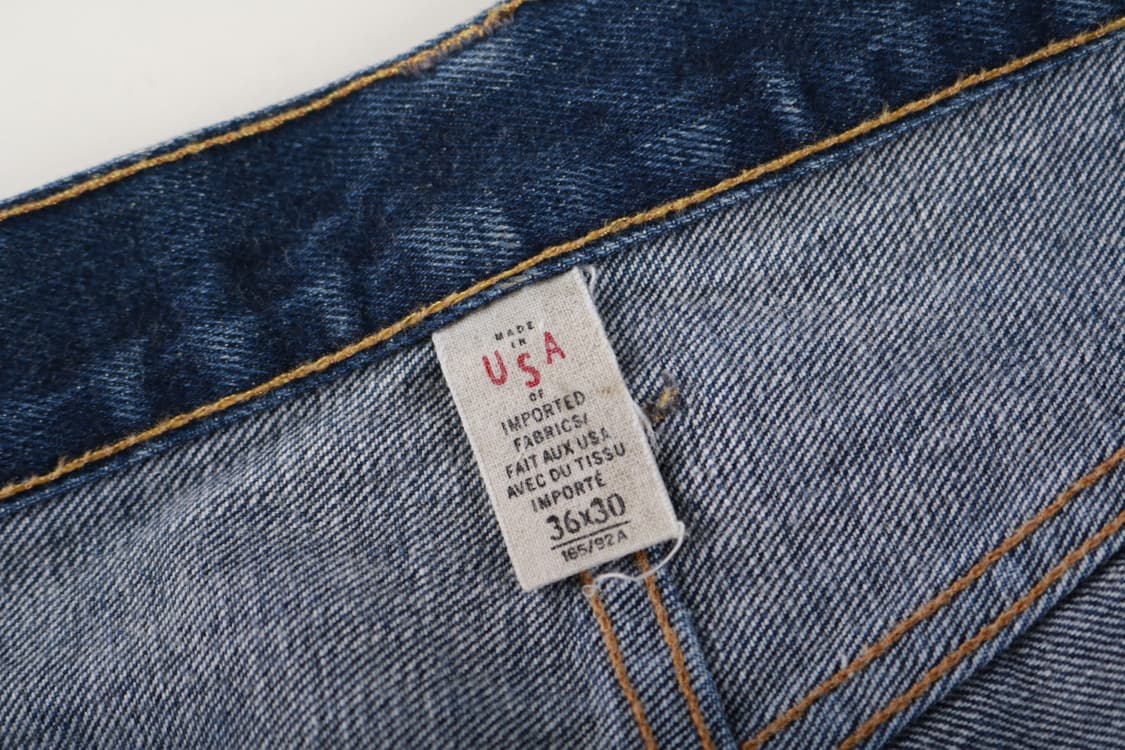 MADE
IN
USA
OF
IMPORTED
FABRICS/
FAIT AUX USA
AVEC DU TISSU
IMPORTÉ
36x30
165/92A